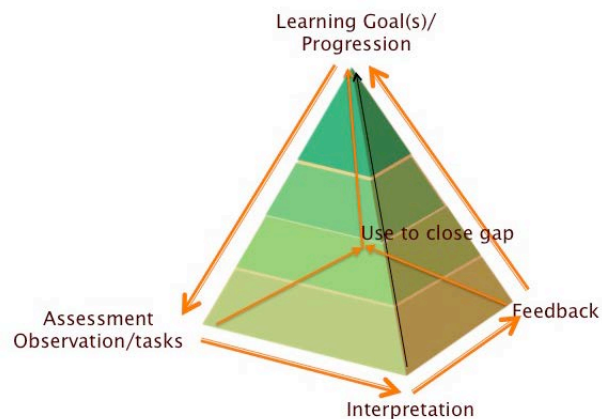 Learning Goal(s)/
Progression
Use to close gap
Assessment
Observation/tasks
Feedback
Interpretation